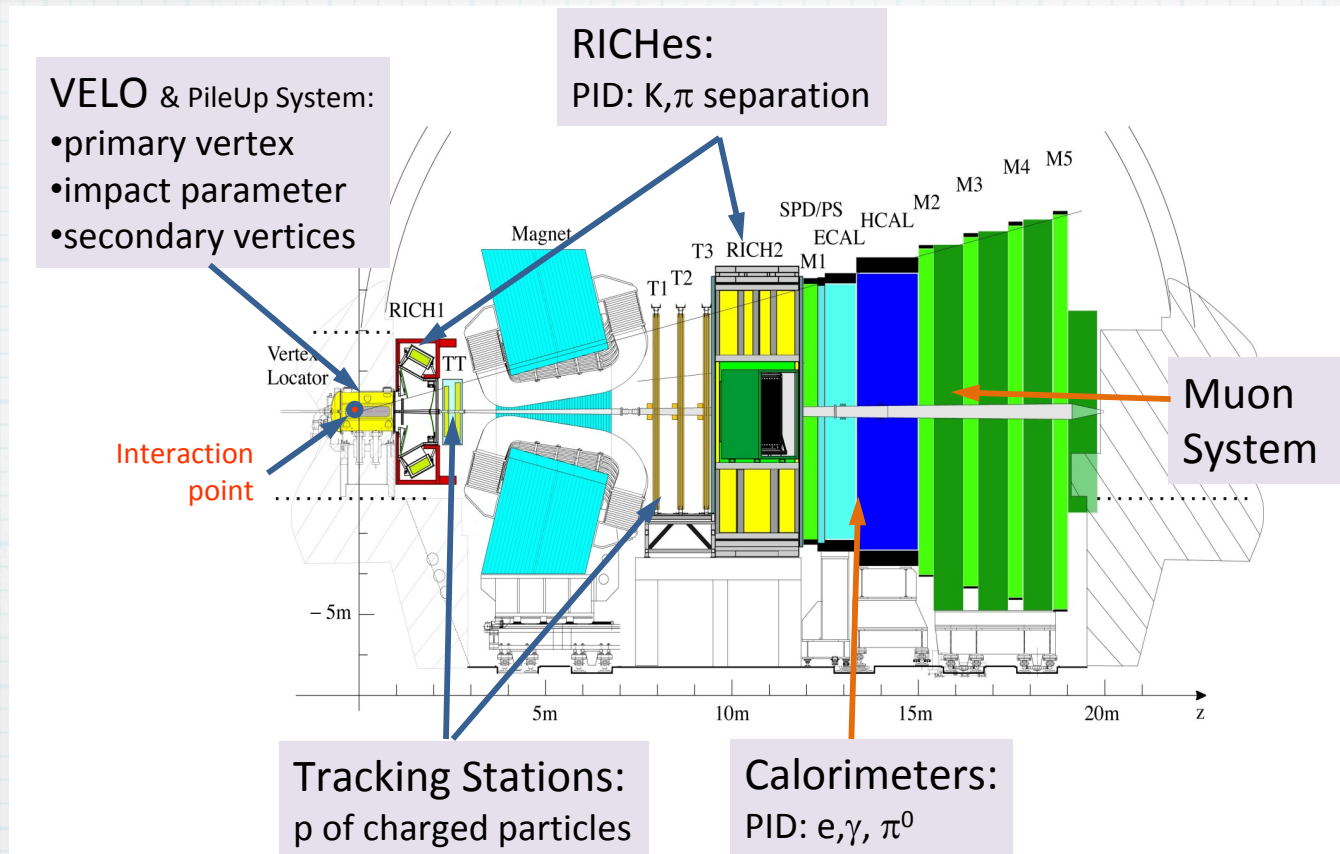 RICHes:
PID: K,π separation
VELO & PileUp System:
•primary vertex
•impact parameter
•secondary vertices
M5
M4
M3
M2
SPD/PS
HCAL
ECAL
Magnet
T3
RICH2
M1
T2
T1
RICH1
Vertex
Locator
TT
Muon
System
Interaction
point
– 5m
5m
10m
15m
20m
z
Tracking Stations:
p of charged particles
Calorimeters:
PID: e,γ, π⁰